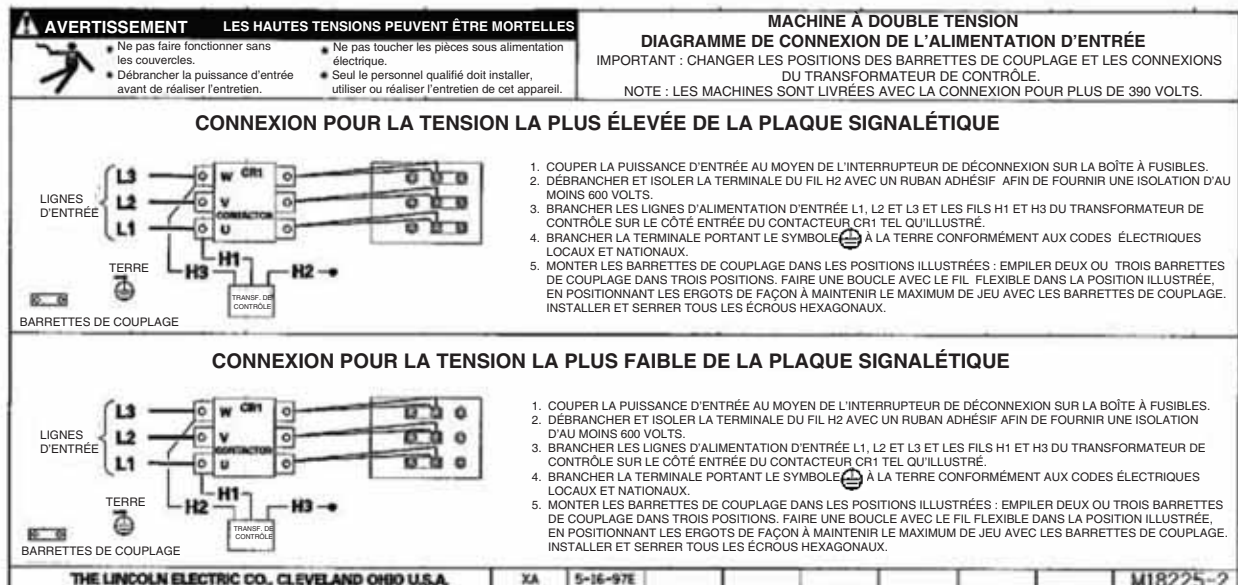 AVERTISSEMENT
LES HAUTES TENSIONS PEUVENT ÊTRE MORTELLES
• Ne pas faire fonctionner sans
les couvercles.
• Débrancher la puissance d'entrée
avant de réaliser l'entretien.
• Ne pas toucher les pièces sous alimentation
électrique.
• Seul le personnel qualifié doit installer,
utiliser ou réaliser l'entretien de cet appareil.
MACHINE À DOUBLE TENSION
DIAGRAMME DE CONNEXION DE L'ALIMENTATION D'ENTRÉE
IMPORTANT : CHANGER LES POSITIONS DES BARRETTES DE COUPLAGE ET LES CONNEXIONS
DU TRANSFORMATEUR DE CONTRÔLE.
NOTE : LES MACHINES SONT LIVRÉES AVEC LA CONNEXION POUR PLUS DE 390 VOLTS.
CONNEXION POUR LA TENSION LA PLUS ÉLEVÉE DE LA PLAQUE SIGNALÉTIQUE
LIGNES
D'ENTRÉE
L3
L2
L1
W
CR1
V
CONTACTOR
U
H1
H3
H2
TERRE
TRANSF. DE
CONTRÔLE
BARRETTES DE COUPLAGE
1. COUPER LA PUISSANCE D'ENTRÉE AU MOYEN DE L'INTERRUPTEUR DE DÉCONNEXION SUR LA BOÎTE À FUSIBLES.
2. DÉBRANCHER ET ISOLER LA TERMINALE DU FIL H2 AVEC UN RUBAN ADHÉSIF AFIN DE FOURNIR UNE ISOLATION D'AU
MOINS 600 VOLTS.
3. BRANCHER LES LIGNES D'ALIMENTATION D'ENTRÉE L1, L2 ET L3 ET LES FILS H1 ET H3 DU TRANSFORMATEUR DE
CONTRÔLE SUR LE CÔTÉ ENTRÉE DU CONTACTEUR CR1 TEL QU'ILLUSTRÉ.
4. BRANCHER LA TERMINALE PORTANT LE SYMBOLE À LA TERRE CONFORMÉMENT AUX CODES ÉLECTRIQUES
LOCAUX ET NATIONAUX.
5. MONTER LES BARRETTES DE COUPLAGE DANS LES POSITIONS ILLUSTRÉES : EMPILER DEUX OU TROIS BARRETTES
DE COUPLAGE DANS TROIS POSITIONS. FAIRE UNE BOUCLE AVEC LE FIL FLEXIBLE DANS LA POSITION ILLUSTRÉE,
EN POSITIONNANT LES ERGOTS DE FAÇON À MAINTENIR LE MAXIMUM DE JEU AVEC LES BARRETTES DE COUPLAGE.
INSTALLER ET SERRER TOUS LES ÉCROUS HEXAGONAUX.
CONNEXION POUR LA TENSION LA PLUS FAIBLE DE LA PLAQUE SIGNALÉTIQUE
LIGNES
D'ENTRÉE
L3
L2
L1
W
CR1
V
CONTACTOR
U
H1
H2
H3
TERRE
TRANSF. DE
CONTRÔLE
BARRETTES DE COUPLAGE
1. COUPER LA PUISSANCE D'ENTRÉE AU MOYEN DE L'INTERRUPTEUR DE DÉCONNEXION SUR LA BOÎTE À FUSIBLES.
2. DÉBRANCHER ET ISOLER LA TERMINALE DU FIL H2 AVEC UN RUBAN ADHÉSIF AFIN DE FOURNIR UNE ISOLATION
D'AU MOINS 600 VOLTS.
3. BRANCHER LES LIGNES D'ALIMENTATION D'ENTRÉE L1, L2 ET L3 ET LES FILS H1 ET H3 DU TRANSFORMATEUR DE
CONTRÔLE SUR LE CÔTÉ ENTRÉE DU CONTACTEUR CR1 TEL QU'ILLUSTRÉ.
4. BRANCHER LA TERMINALE PORTANT LE SYMBOLE À LA TERRE CONFORMÉMENT AUX CODES ÉLECTRIQUES
LOCAUX ET NATIONAUX.
5. MONTER LES BARRETTES DE COUPLAGE DANS LES POSITIONS ILLUSTRÉES : EMPILER DEUX OU TROIS BARRETTES
DE COUPLAGE DANS TROIS POSITIONS. FAIRE UNE BOUCLE AVEC LE FIL FLEXIBLE DANS LA POSITION ILLUSTRÉE,
EN POSITIONNANT LES ERGOTS DE FAÇON À MAINTENIR LE MAXIMUM DE JEU AVEC LES BARRETTES DE COUPLAGE.
INSTALLER ET SERRER TOUS LES ÉCROUS HEXAGONAUX.
THE LINCOLN ELECTRIC CO., CLEVELAND OHIO U.S.A.
XA
5-16-97E
M18225-2